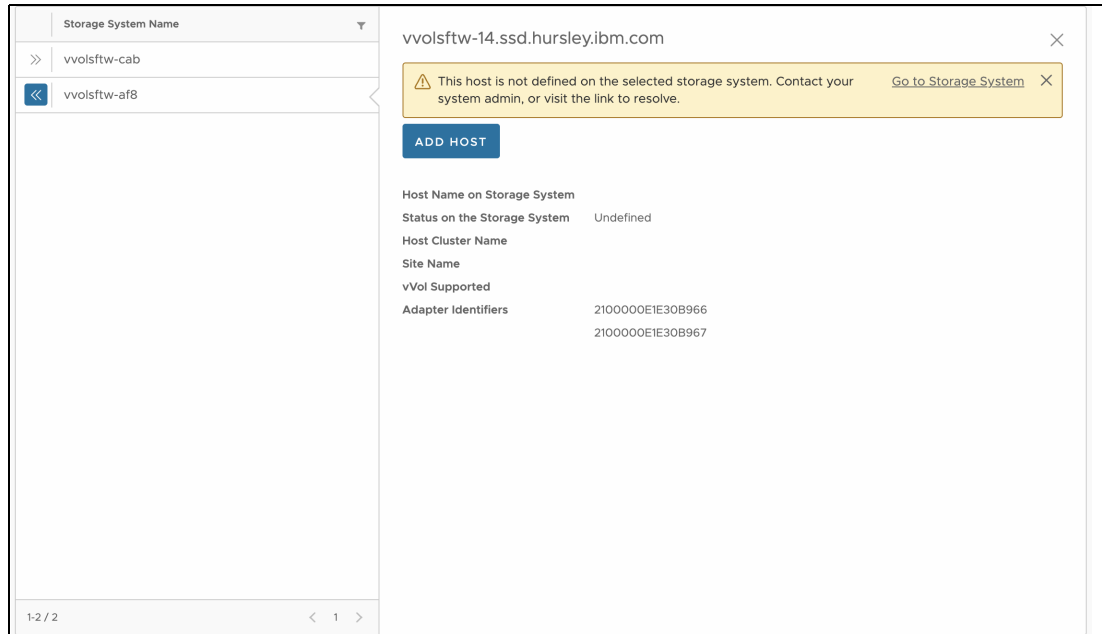 Storage System Name
vvolsftw-cab
vvolsftw-af8
1-2 / 2
1
vvolsftw-14.ssd.hursley.ibm.com
This host is not defined on the selected storage system. Contact your
system admin, or visit the link to resolve.
Go to Storage System
ADD HOST
Host Name on Storage System
Status on the Storage System Undefined
Host Cluster Name
Site Name
vVol Supported
Adapter Identifiers 2100000E1E30B966
2100000E1E30B967